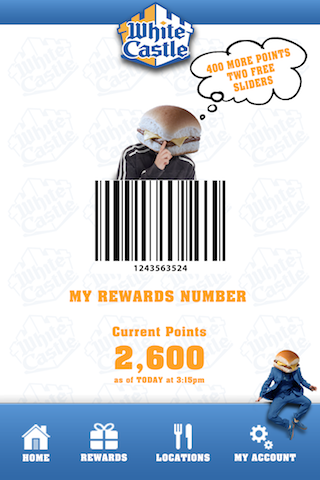 White
Castle
400 MORE POINTS
TWO FREE
SLIDERS
1243563524
MY REWARDS NUMBER
Current Points
2,600
as of TODAY at 3:15pm
HOME REWARDS LOCATIONS MY ACCOUNT